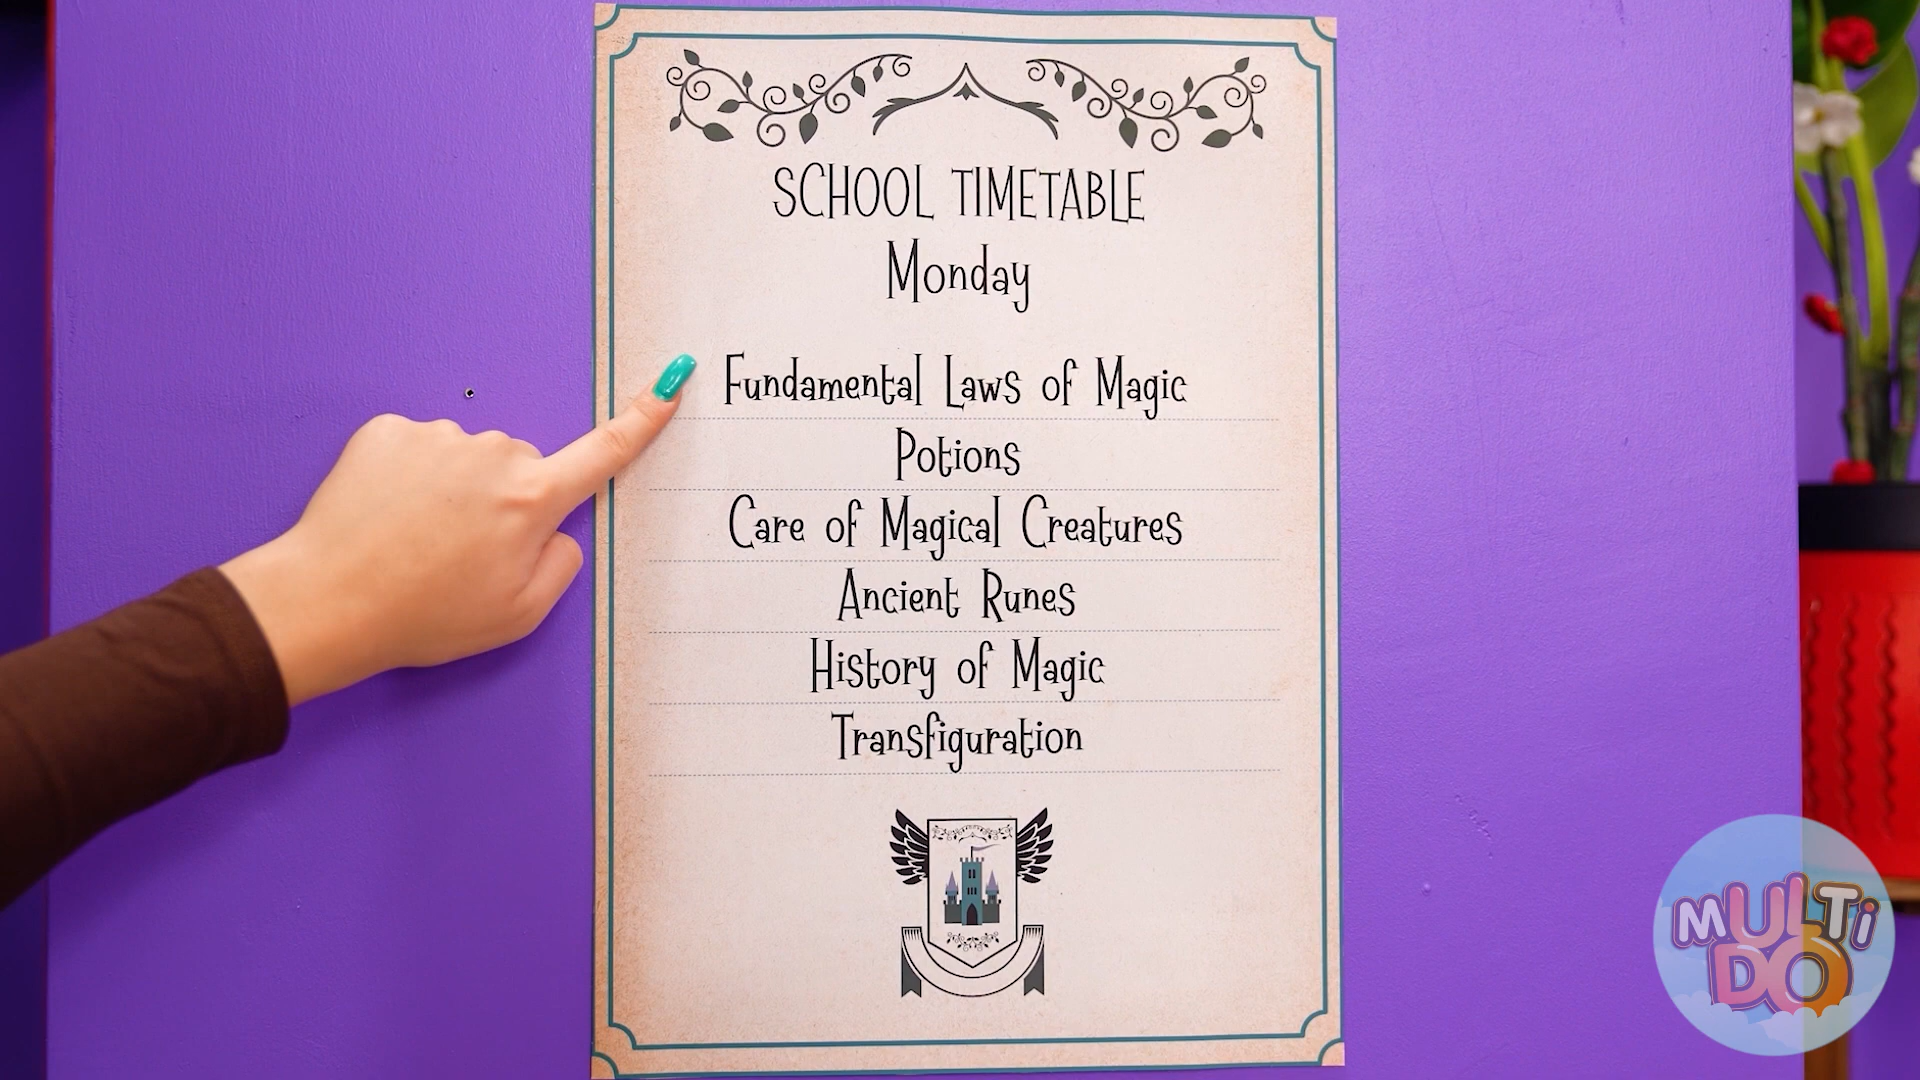 SCHOOL TIMETABLE
Monday
Fundamental Laws of Magic
Potions
Care of Magical Creatures
Ancient Runes
History of Magic
Transfiguration
MULTi
DO